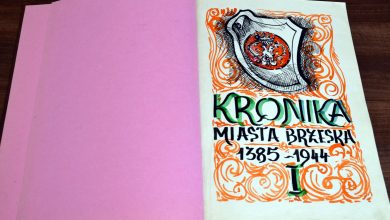 KRONIKA
MIASTA BRZESKA
1385-1944
I